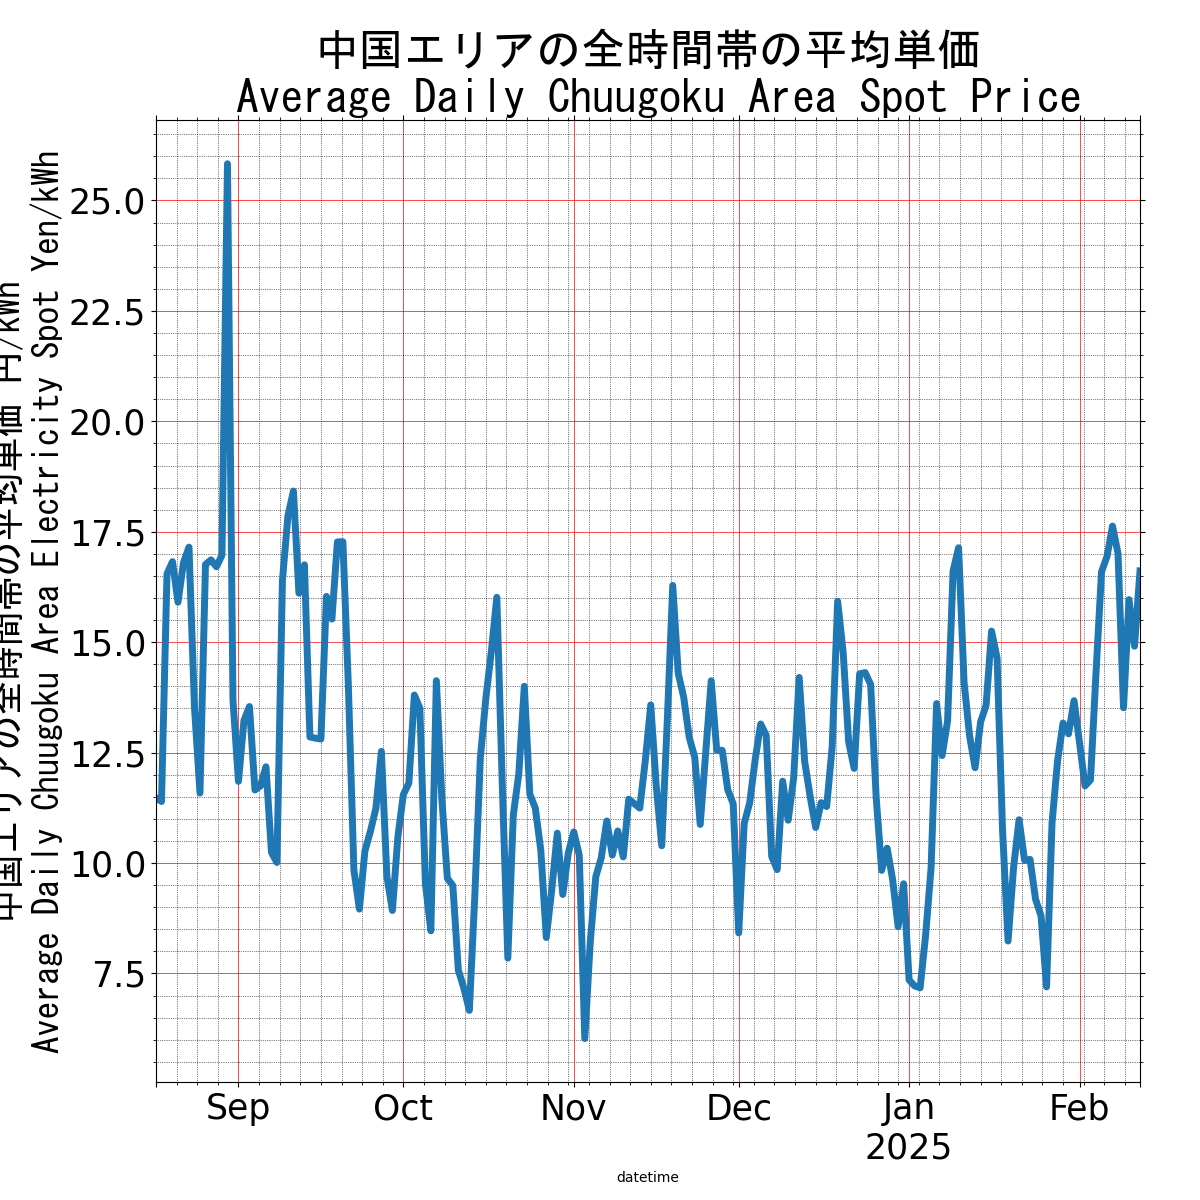 中国エリアの全時間帯の平均単価
Average Daily Chuugoku Area Spot Price
中国エリアの全時間帯の平均単価 円/kWh
Average Daily Chuugoku Area Electricity Spot Yen/kWh
25.0
22.5
20.0
17.5
15.0
12.5
10.0
7.5
Sep Oct Nov Dec Jan Feb
2025
datetime